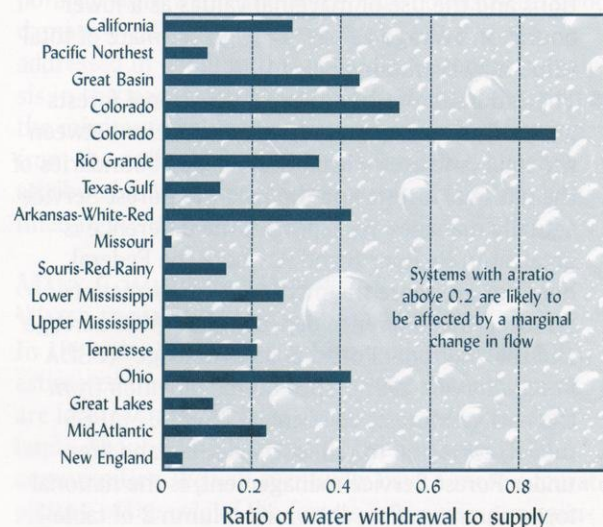 California
Pacific Northest
Great Basin
Colorado
Colorado
Rio Grande
Texas-Gulf
Arkansas-White-Red
Missouri
Souris-Red-Rainy
Lower Mississippi
Upper Mississippi
Tennessee
Ohio
Great Lakes
Mid-Atlantic
New England
Systems with a ratio
above 0.2 are likely to
be affected by a marginal
change in flow
0 0.2 0.4 0.6 0.8
Ratio of water withdrawal to supply